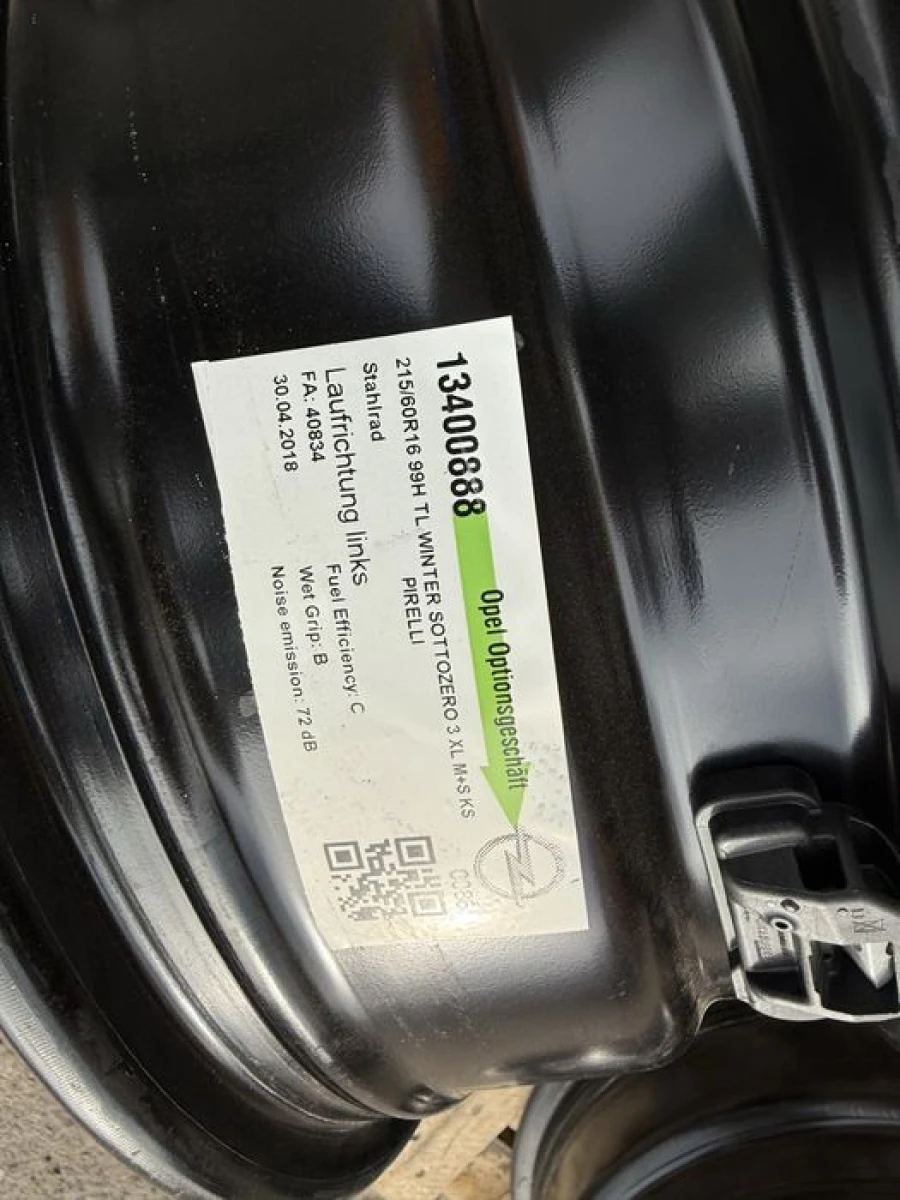 13400888
Opel Optionsgeschäft
215/60R16 99H TL WINTER SOTTOZERO 3 XL M+S KS
PIRELLI
Stahlrad
Laufrichtung links
Fuel Efficiency: C
FA: 40834
Wet Grip: B
30.04.2018
Noise emission: 72 dB